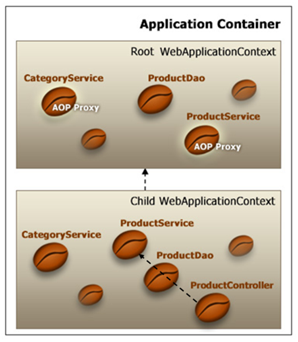 Application Container
Root WebApplicationContext
CategoryService
ProductDao
AOP Proxy
ProductService
AOP Proxy
Child WebApplicationContext
ProductService
CategoryService
ProductDao
ProductController